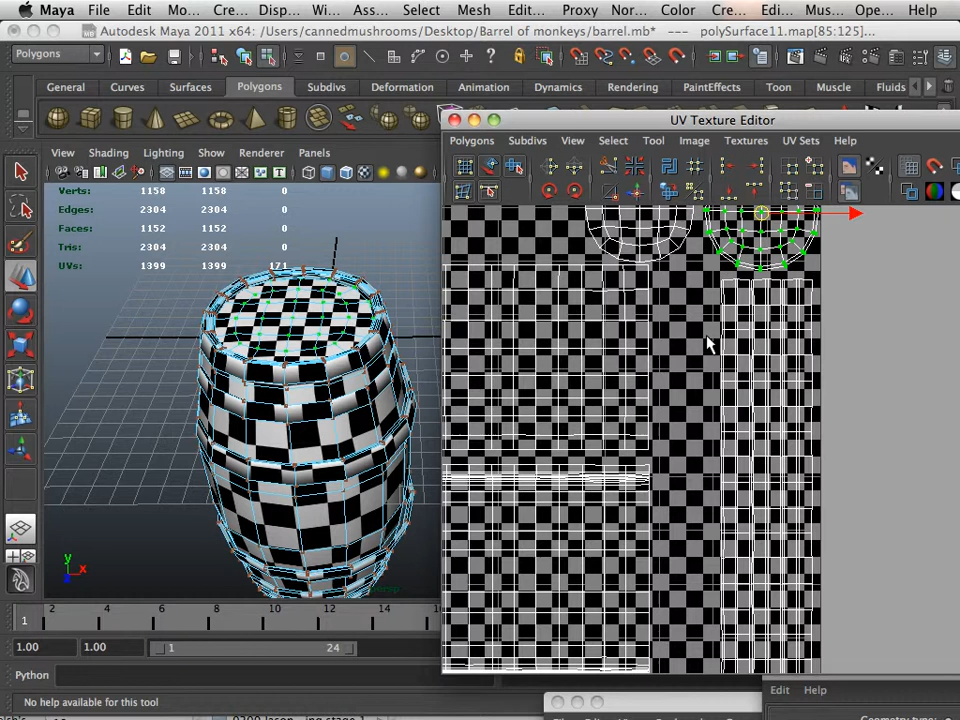 Maya File Edit Mo... Cre... Disp... Win... Ass... Select Mesh Edit... Proxy Nor... Color Cre... Edi... Mus... Ope... Help
Autodesk Maya 2011 x64: /Users/cannedmushrooms/Desktop/Barrel of monkeys/barrel.mb* --- polySurface11.map[85:125]...
Polygons
General Curves Surfaces Polygons Subdivs Deformation Animation Dynamics Rendering PaintEffects Toon Muscle Fluids
UV Texture Editor
View Shading Lighting Show Renderer Panels
Polygons Subdivs View Select Tool Image Textures UV Sets Help
Verts: 1158 1158 0
Edges: 2304 2304 0
Faces: 1152 1152 0
Tris: 2304 2304 0
UVs: 1399 1399 171
y
x
persp
2 4 6 8 10 12 14
1
1.00 1.00 1 24
Python
No help available for this tool
Edit Help